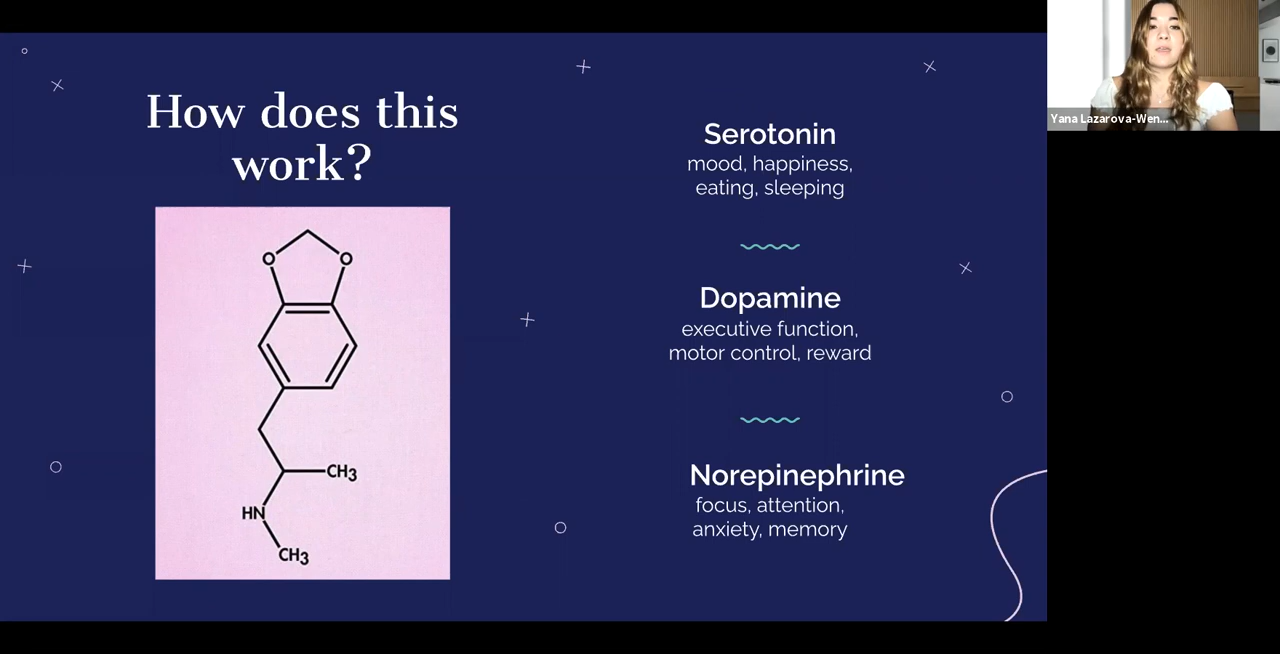 How does this
work?
O O
CH3
HN
CH3
Serotonin
mood, happiness,
eating, sleeping
Dopamine
executive function,
motor control, reward
Norepinephrine
focus, attention,
anxiety, memory
Yana Lazarova-Wen...